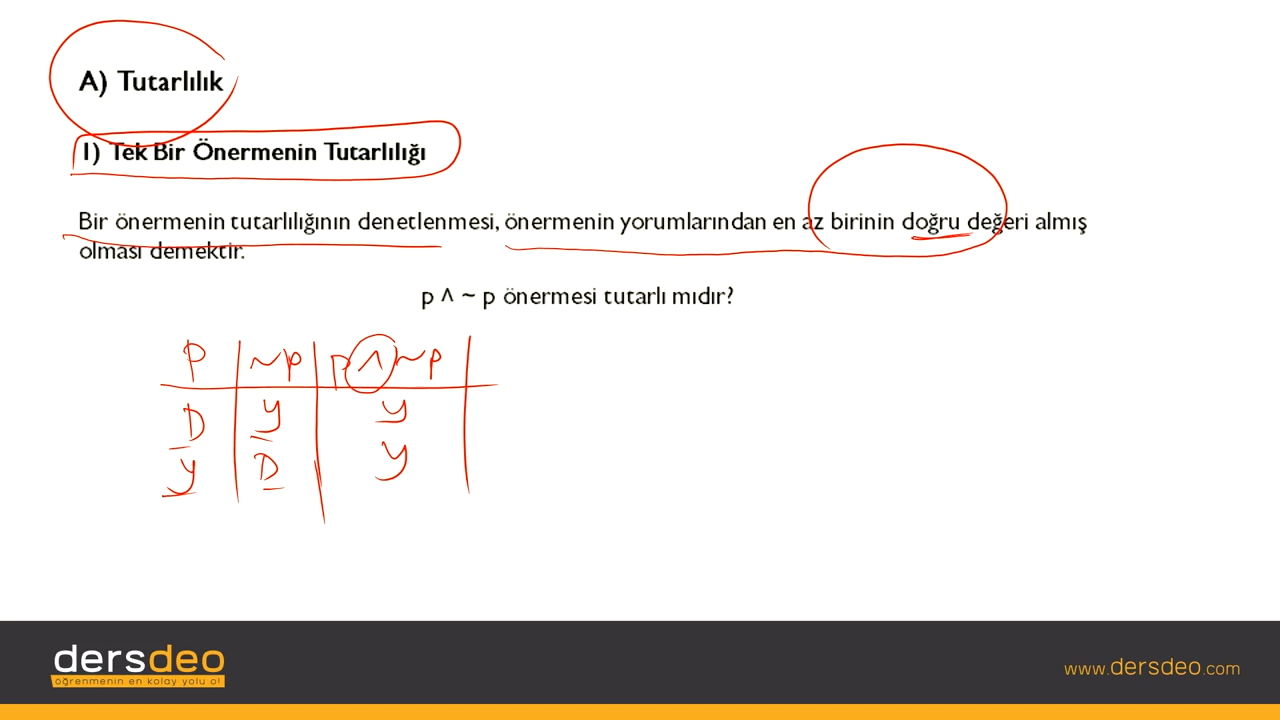 A) Tutarlılık
1) Tek Bir Önermenin Tutarlılığı
Bir önermenin tutarlılığının denetlenmesi, önermenin yorumlarından en az birinin doğru değeri almış
olması demektir.
p ∧ ~ p önermesi tutarlı mıdır?
p ~p p ∧ ~p
D y y
y D y
dersdeo
öğrenmenin en kolay yolu o!
www.dersdeo.com